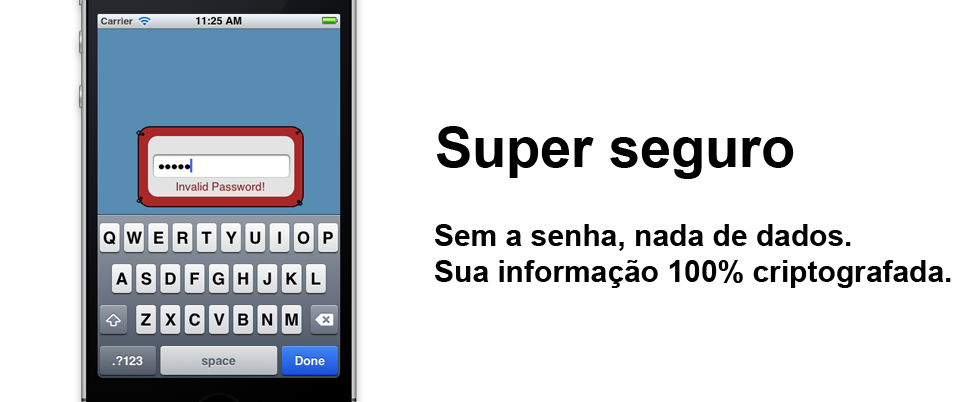 Carrier 11:25 AM
•••••
Invalid Password!
Q W E R T Y U I O P
A S D F G H J K L
Z X C V B N M
.?123 space Done
Super seguro
Sem a senha, nada de dados.
Sua informação 100% criptografada.